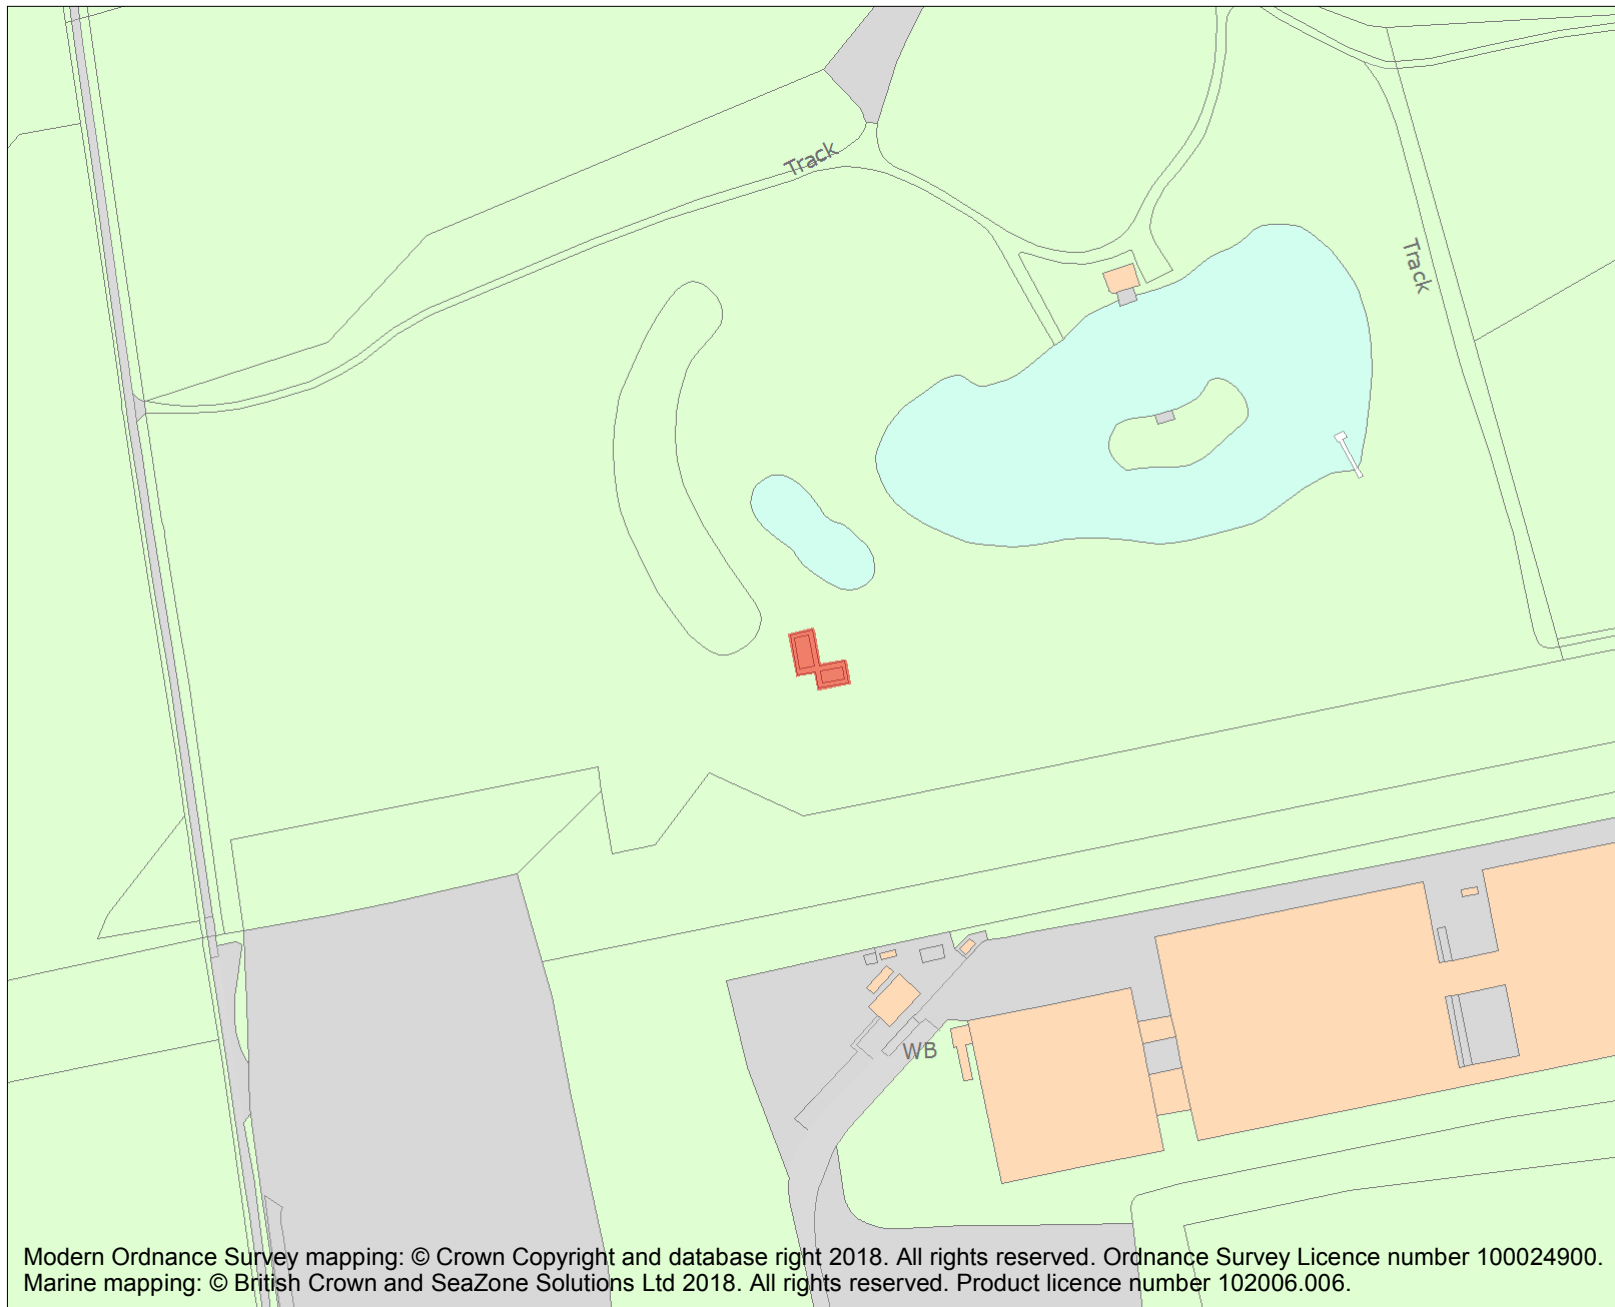 Track
Track
WB
Modern Ordnance Survey mapping: © Crown Copyright and database right 2018. All rights reserved. Ordnance Survey Licence number 100024900.
Marine mapping: © British Crown and SeaZone Solutions Ltd 2018. All rights reserved. Product licence number 102006.006.